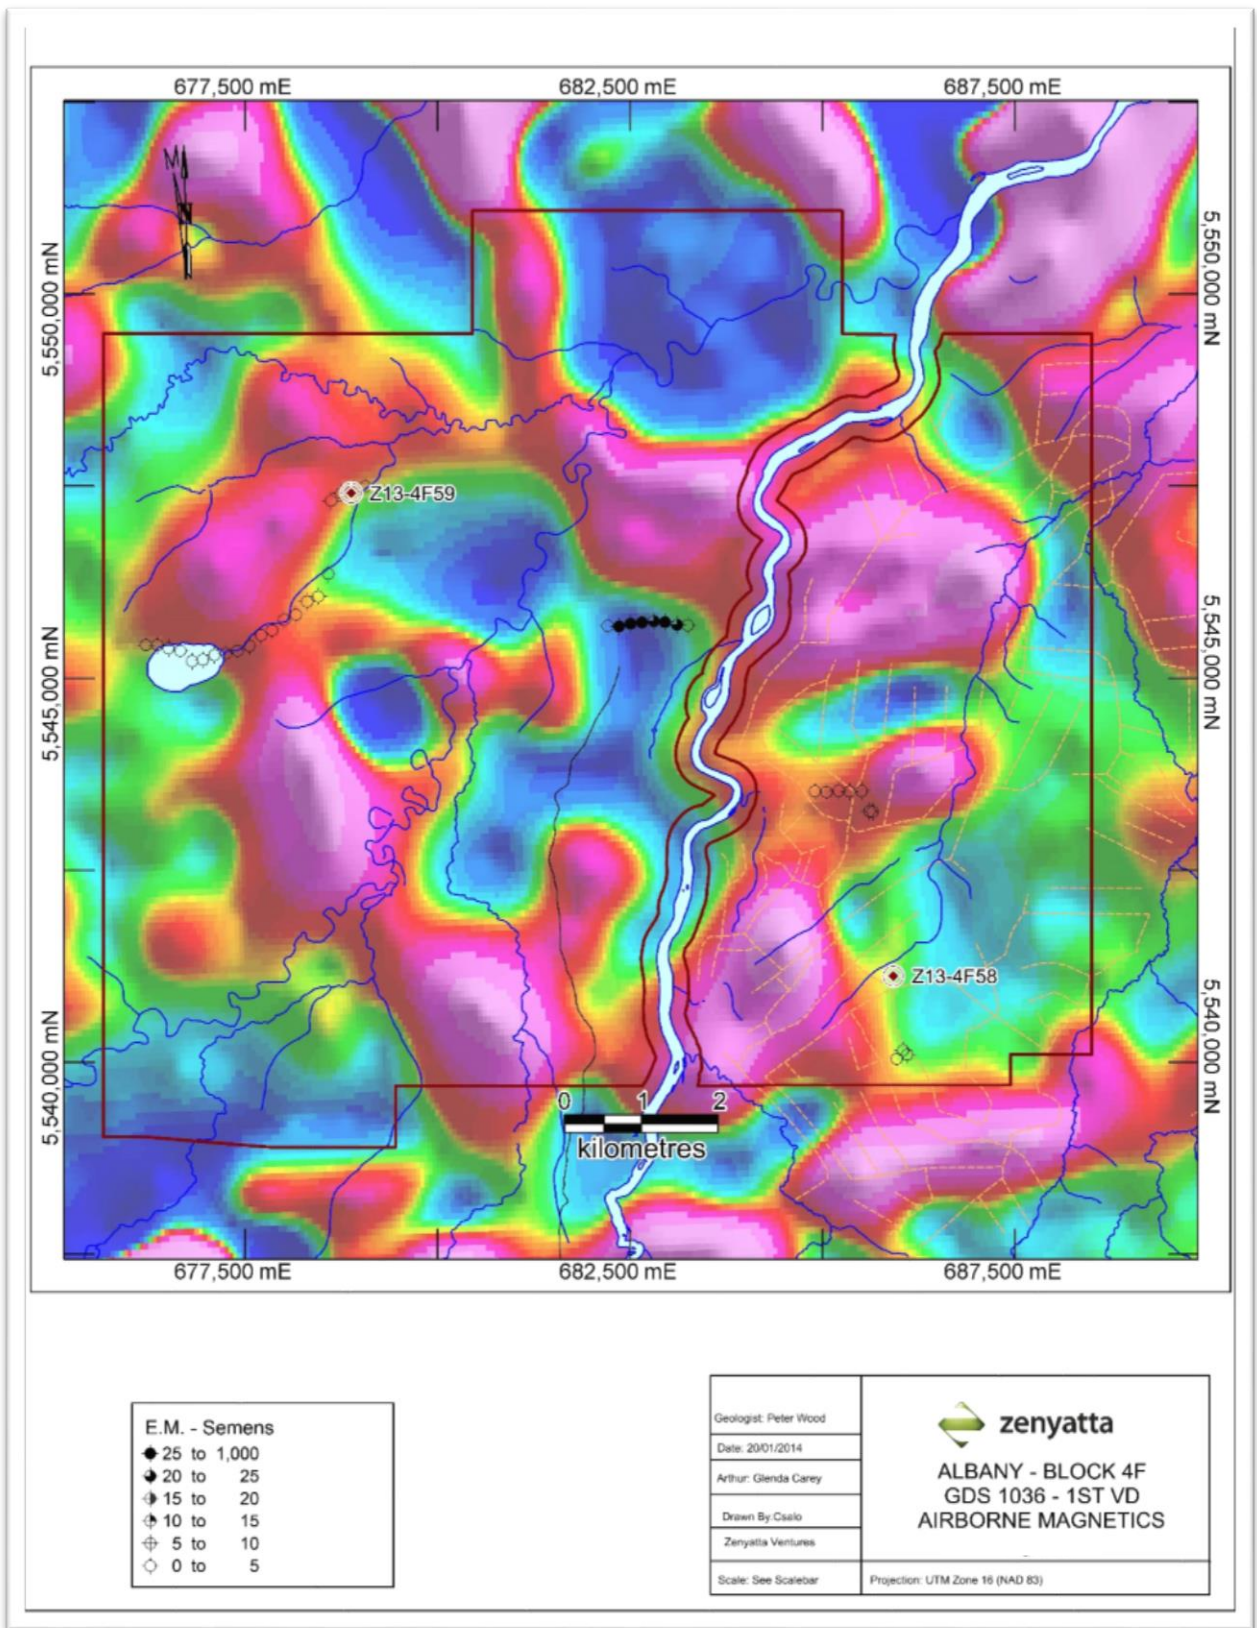 677,500 mE 682,500 mE 687,500 mE
M
N
5,550,000 mN
5,550,000 mN
Z13-4F59
5,545,000 mN
5,545,000 mN
Z13-4F58
5,540,000 mN
5,540,000 mN
0 1 2
kilometres
677,500 mE 682,500 mE 687,500 mE
E.M. - Semens
25 to 1,000
20 to 25
15 to 20
10 to 15
5 to 10
0 to 5
Geologist: Peter Wood
Date: 20/01/2014
Arthur: Glenda Carey
Drawn By:Csalo
Zenyatta Ventures
Scale: See Scalebar
zenyatta
ALBANY - BLOCK 4F
GDS 1036 - 1ST VD
AIRBORNE MAGNETICS
-
Projection: UTM Zone 16 (NAD 83)